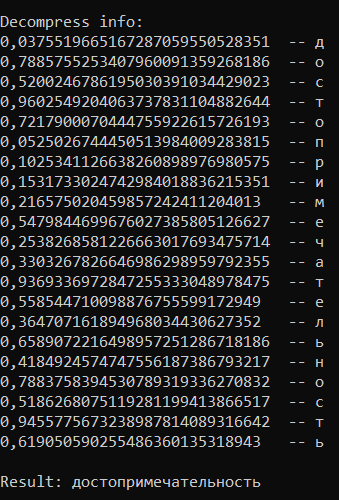 Decompress info:
0,0375519665167287059550528351 -- д
0,7885755253407960091359268186 -- о
0,5200246786195030391034429023 -- с
0,9602549204063737831104882644 -- т
0,7217900070444755922615726193 -- о
0,0525026744450513984009283815 -- п
0,1025341126638260898976980575 -- р
0,1531733024742984018836215351 -- и
0,216575020459857242411204013 -- м
0,5479844699676027385805126627 -- е
0,2538268581226663017693475714 -- ч
0,3303267826646986298959792355 -- а
0,9369336972847255333048978475 -- т
0,558544710098876755599172949 -- е
0,364707161894968034430627352 -- л
0,6589072216498957251286718186 -- ь
0,4184924574747556187386793217 -- н
0,7883758394530789319336270832 -- о
0,5186268075119281199413866517 -- с
0,9455775673238987814089316642 -- т
0,619050590255486360135318943 -- ь
Result: достопримечательность